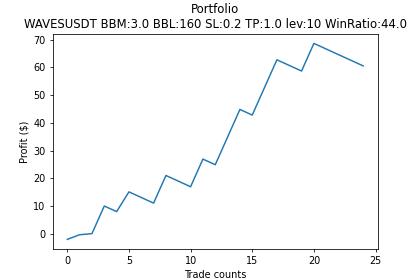 Portfolio
WAVESUSDT BBM:3.0 BBL:160 SL:0.2 TP:1.0 lev:10 WinRatio:44.0
70
60
50
40
30
20
10
0
Profit ($)
0 5 10 15 20 25
Trade counts